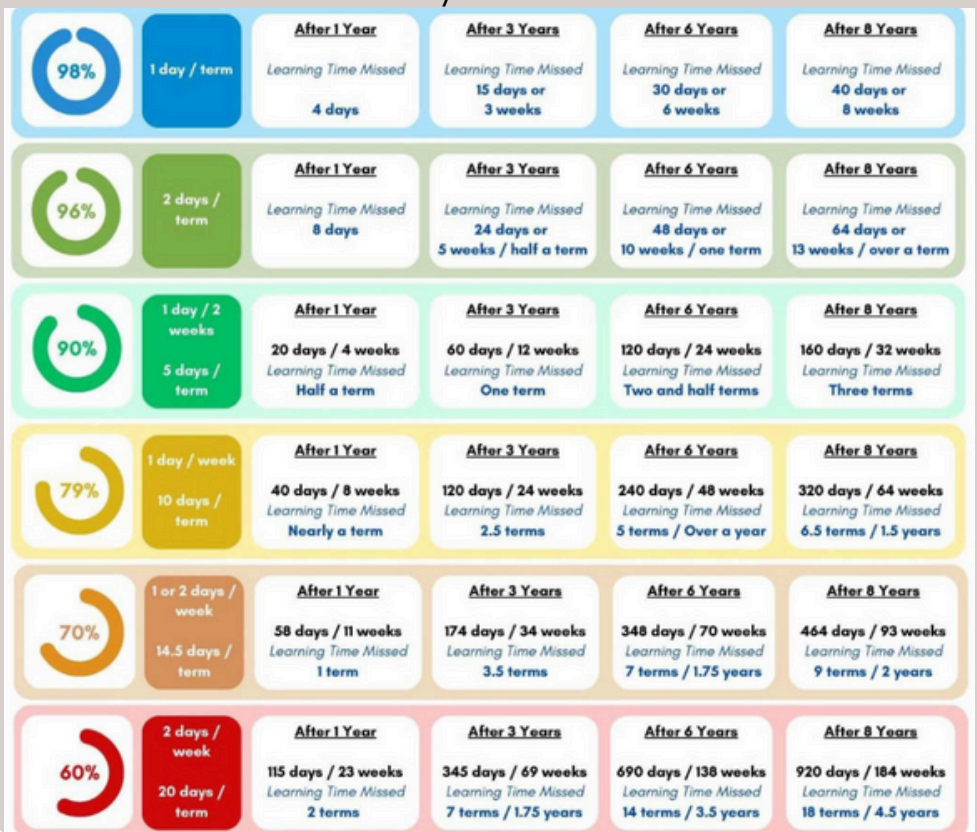 98%
1 day / term
After 1 Year
Learning Time Missed
4 days
After 3 Years
Learning Time Missed
15 days or
3 weeks
After 6 Years
Learning Time Missed
30 days or
6 weeks
After 8 Years
Learning Time Missed
40 days or
8 weeks
96%
2 days /
term
After 1 Year
Learning Time Missed
8 days
After 3 Years
Learning Time Missed
24 days or
5 weeks / half a term
After 6 Years
Learning Time Missed
48 days or
10 weeks / one term
After 8 Years
Learning Time Missed
64 days or
13 weeks / over a term
90%
1 day / 2
weeks
5 days /
term
After 1 Year
20 days / 4 weeks
Learning Time Missed
Half a term
After 3 Years
60 days / 12 weeks
Learning Time Missed
One term
After 6 Years
120 days / 24 weeks
Learning Time Missed
Two and half terms
After 8 Years
160 days / 32 weeks
Learning Time Missed
Three terms
79%
1 day / week
10 days /
term
After 1 Year
40 days / 8 weeks
Learning Time Missed
Nearly a term
After 3 Years
120 days / 24 weeks
Learning Time Missed
2.5 terms
After 6 Years
240 days / 48 weeks
Learning Time Missed
5 terms / Over a year
After 8 Years
320 days / 64 weeks
Learning Time Missed
6.5 terms / 1.5 years
70%
1 or 2 days /
week
14.5 days /
term
After 1 Year
58 days / 11 weeks
Learning Time Missed
1 term
After 3 Years
174 days / 34 weeks
Learning Time Missed
3.5 terms
After 6 Years
348 days / 70 weeks
Learning Time Missed
7 terms / 1.75 years
After 8 Years
464 days / 93 weeks
Learning Time Missed
9 terms / 2 years
60%
2 days /
week
20 days /
term
After 1 Year
115 days / 23 weeks
Learning Time Missed
2 terms
After 3 Years
345 days / 69 weeks
Learning Time Missed
7 terms / 1.75 years
After 6 Years
690 days / 138 weeks
Learning Time Missed
14 terms / 3.5 years
After 8 Years
920 days / 184 weeks
Learning Time Missed
18 terms / 4.5 years